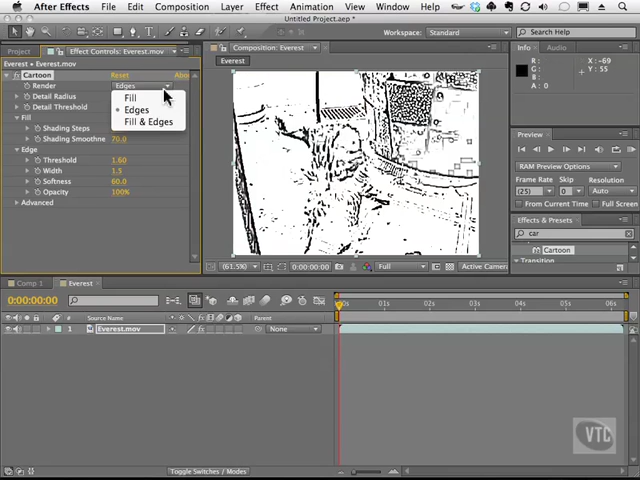 After Effects File Edit Composition Layer Effect Animation View Window Help
Untitled Project.aep *
Workspace: Standard Search Help
Project Effect Controls: Everest.mov Composition: Everest Info Audio
Everest • Everest.mov
Everest
Cartoon Reset Abo
Render Edges
Detail Radius
Detail Threshold
Fill
Edges
Fill & Edges
Fill
Shading Steps
Shading Smoothne 70.0
Edge
Threshold 1.60
Width 1.5
Softness 60.0
Opacity 100%
Advanced
R :
G :
B :
A : 0
X : -69
Y : 55
Preview
RAM Preview Options
Frame Rate Skip Resolution
(25) 0 Auto
From Current Time Full Screen
Effects & Presets
car
Cartoon
Transition
(61.5%) 0:00:00:00 Full Active Camera
Comp 1 Everest
0:00:00:00
00s 01s 02s 03s 04s 05s 06s
# Source Name Parent
1 Everest.mov None
Toggle Switches / Modes
VTC